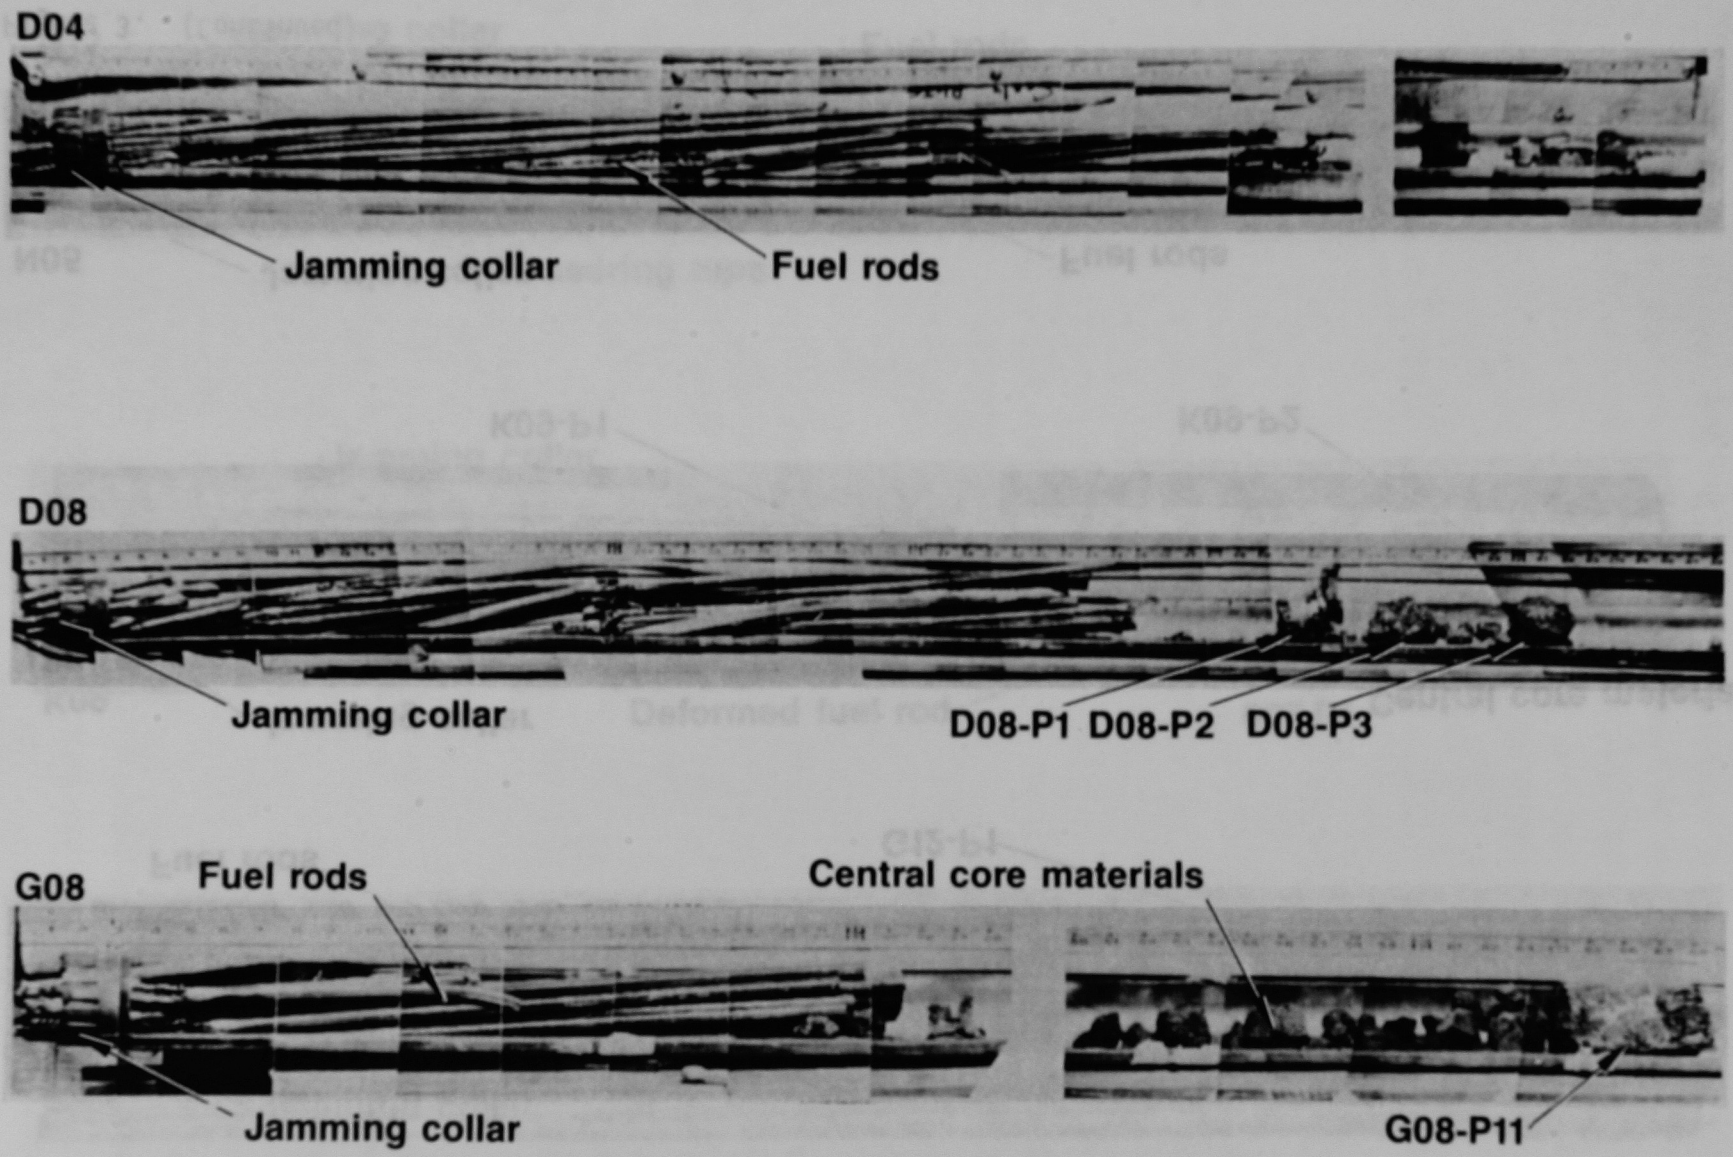 D04
Jamming collar
Fuel rods
D08
Jamming collar
D08-P1 D08-P2 D08-P3
G08
Fuel rods
Central core materials
Jamming collar
G08-P11